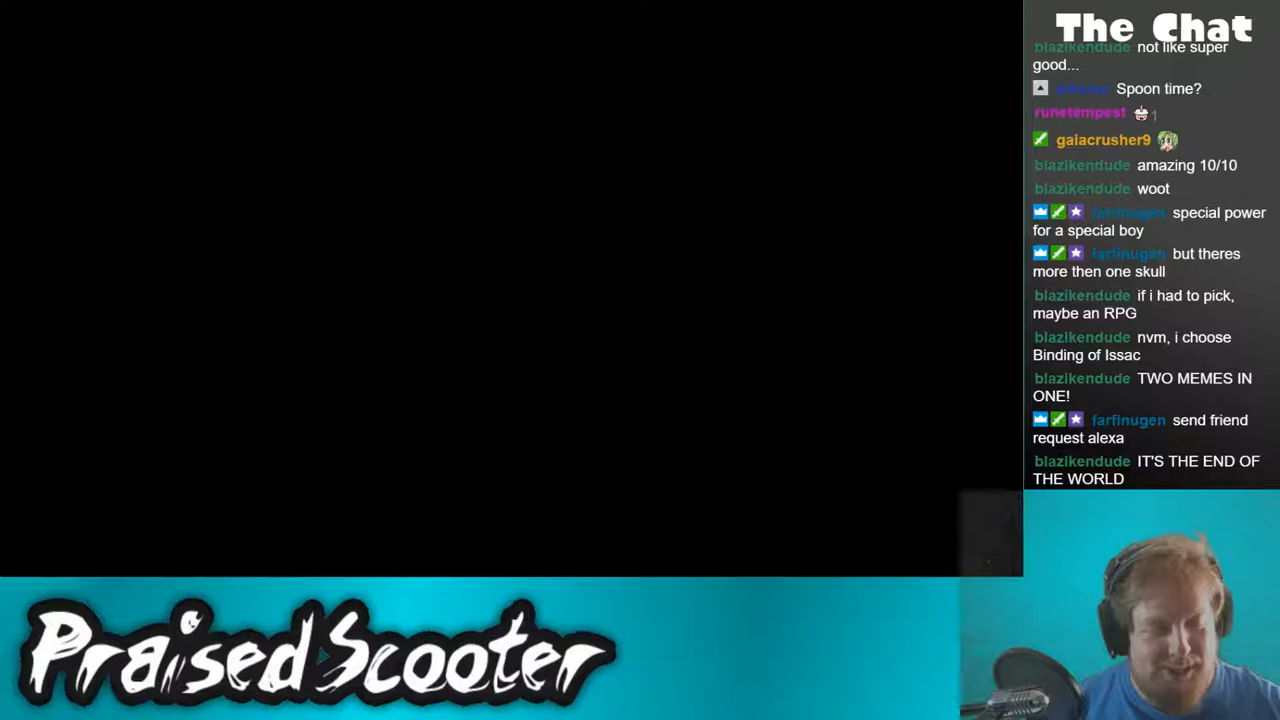 The Chat
blazikendude not like super
good...
Spoon time?
runetempest 1
gaiacrusher9
blazikendude amazing 10/10
blazikendude woot
farfinugen special power
for a special boy
farfinugen but theres
more then one skull
blazikendude if i had to pick,
maybe an RPG
blazikendude nvm, i choose
Binding of Issac
blazikendude TWO MEMES IN
ONE!
farfinugen send friend
request alexa
blazikendude IT'S THE END OF
THE WORLD
PraisedScooter